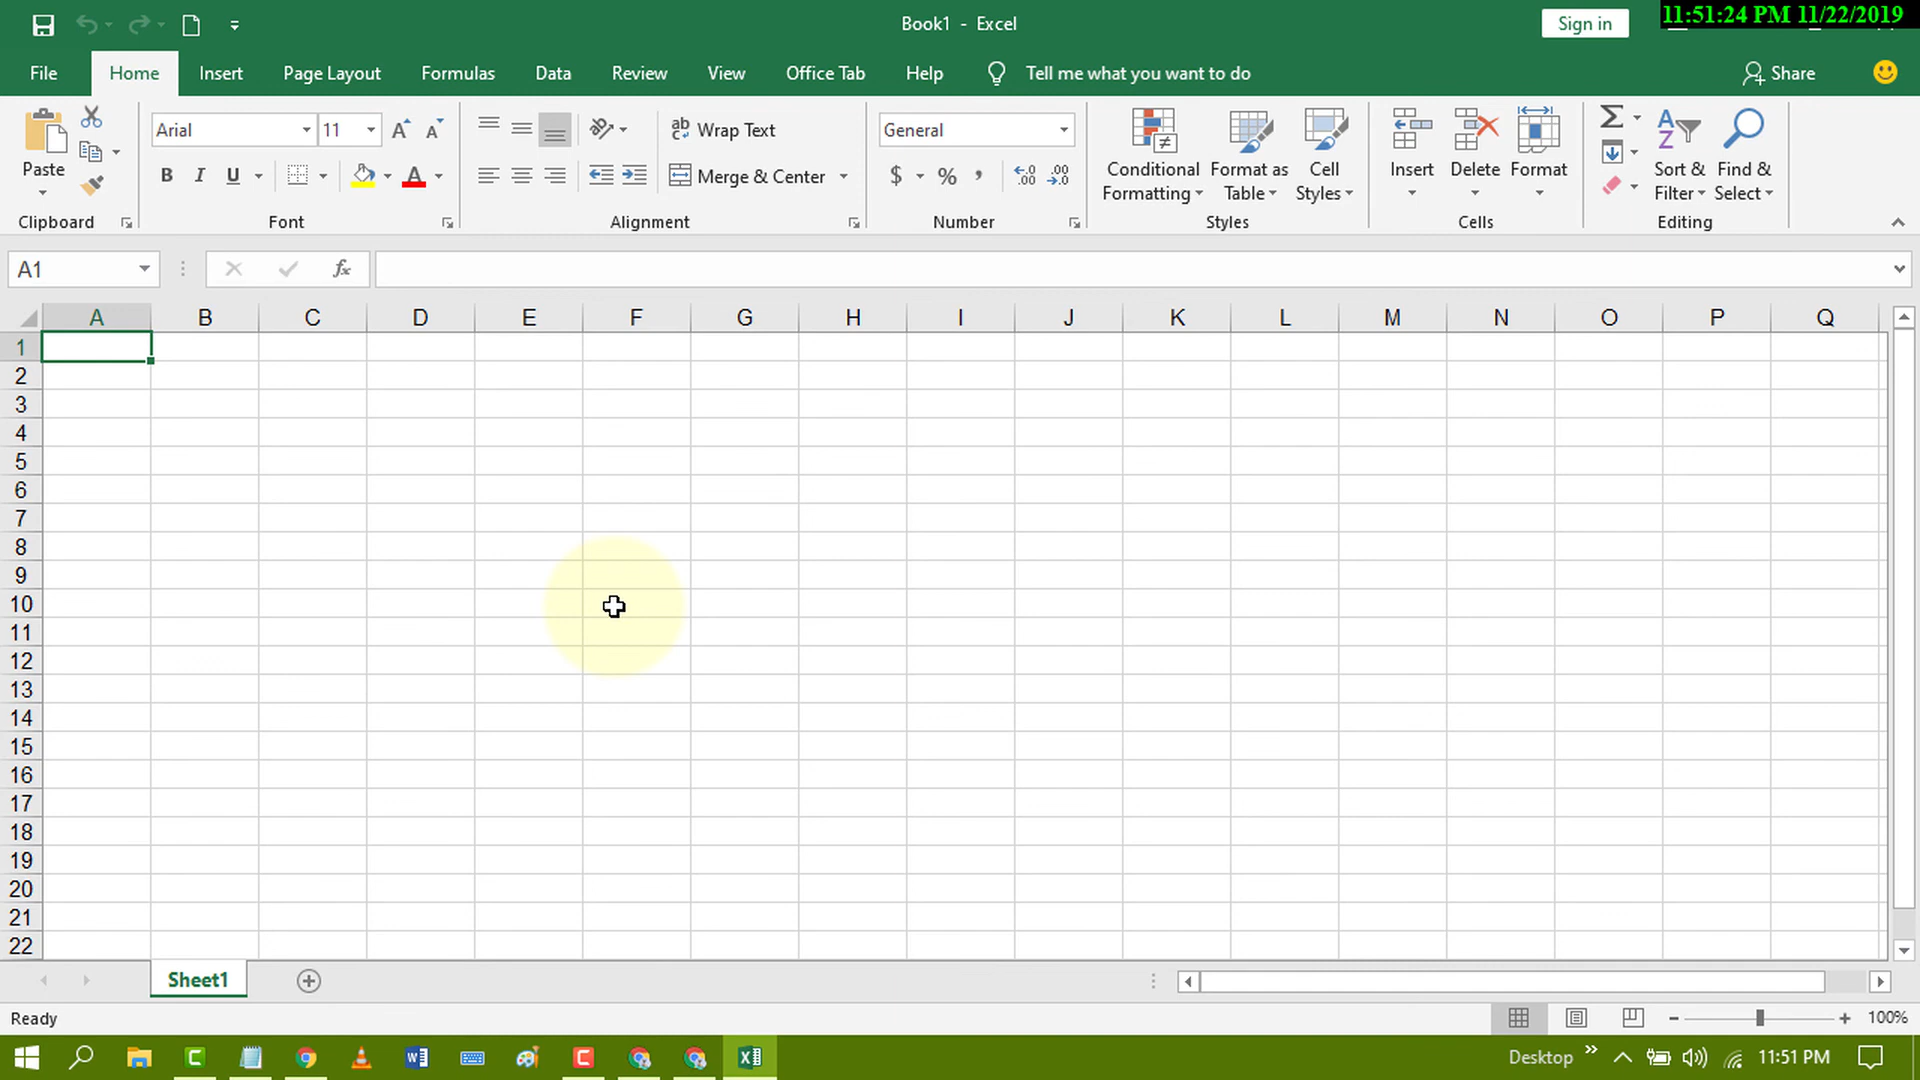 Book1 - Excel
Sign in
11:51:24 PM 11/22/2019
File Home Insert Page Layout Formulas Data Review View Office Tab Help Tell me what you want to do Share
Paste
Clipboard
Arial 11
B I U
Font
ab Wrap Text
Merge & Center
Alignment
General
$ % ,
Number
Conditional Formatting
Format as Table
Cell Styles
Styles
Insert Delete Format
Cells
Sort & Filter
Find & Select
Editing
A1 fx
A B C D E F G H I J K L M N O P Q
1
2
3
4
5
6
7
8
9
10
11
12
13
14
15
16
17
18
19
20
21
22
Sheet1
Ready 100%
Desktop 11:51 PM